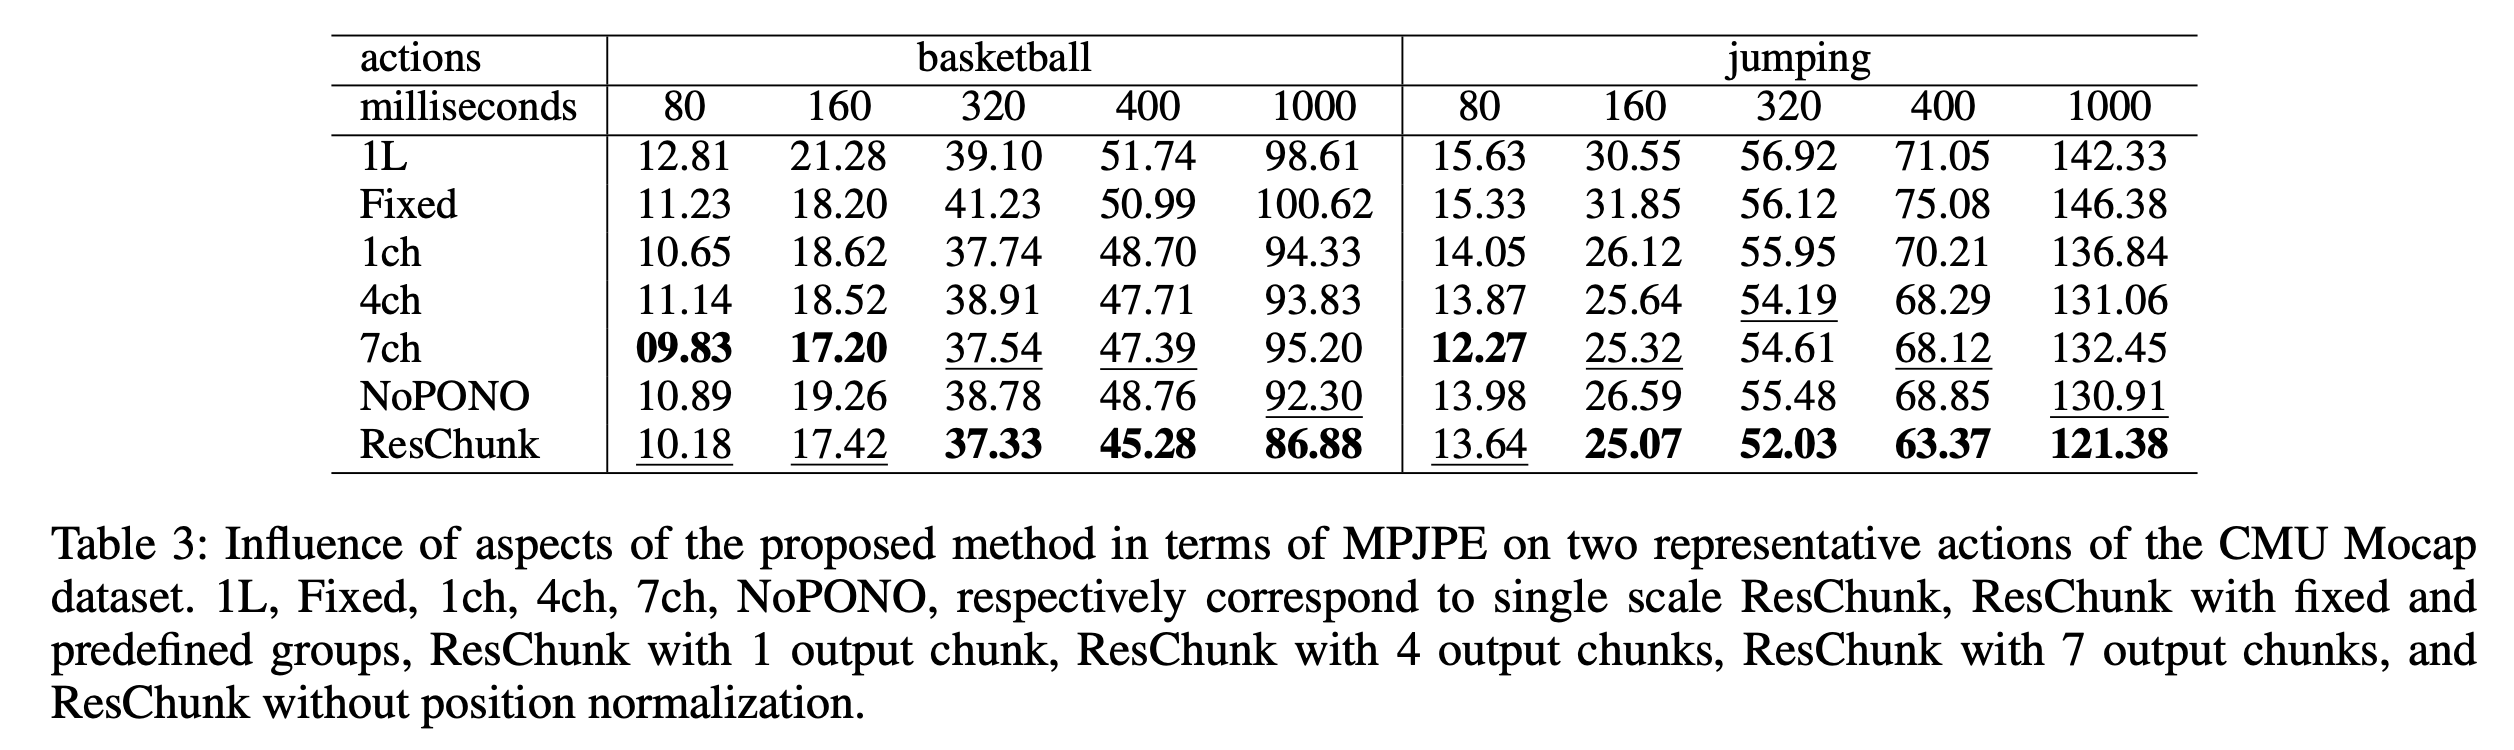 actions basketball jumping
milliseconds 80 160 320 400 1000 80 160 320 400 1000
1L 12.81 21.28 39.10 51.74 98.61 15.63 30.55 56.92 71.05 142.33
Fixed 11.23 18.20 41.23 50.99 100.62 15.33 31.85 56.12 75.08 146.38
1ch 10.65 18.62 37.74 48.70 94.33 14.05 26.12 55.95 70.21 136.84
4ch 11.14 18.52 38.91 47.71 93.83 13.87 25.64 54.19 68.29 131.06
7ch 09.83 17.20 37.54 47.39 95.20 12.27 25.32 54.61 68.12 132.45
NoPONO 10.89 19.26 38.78 48.76 92.30 13.98 26.59 55.48 68.85 130.91
ResChunk 10.18 17.42 37.33 45.28 86.88 13.64 25.07 52.03 63.37 121.38
Table 3: Influence of aspects of the proposed method in terms of MPJPE on two representative actions of the CMU Mocap
dataset. 1L, Fixed, 1ch, 4ch, 7ch, NoPONO, respectively correspond to single scale ResChunk, ResChunk with fixed and
predefined groups, ResChunk with 1 output chunk, ResChunk with 4 output chunks, ResChunk with 7 output chunks, and
ResChunk without position normalization.